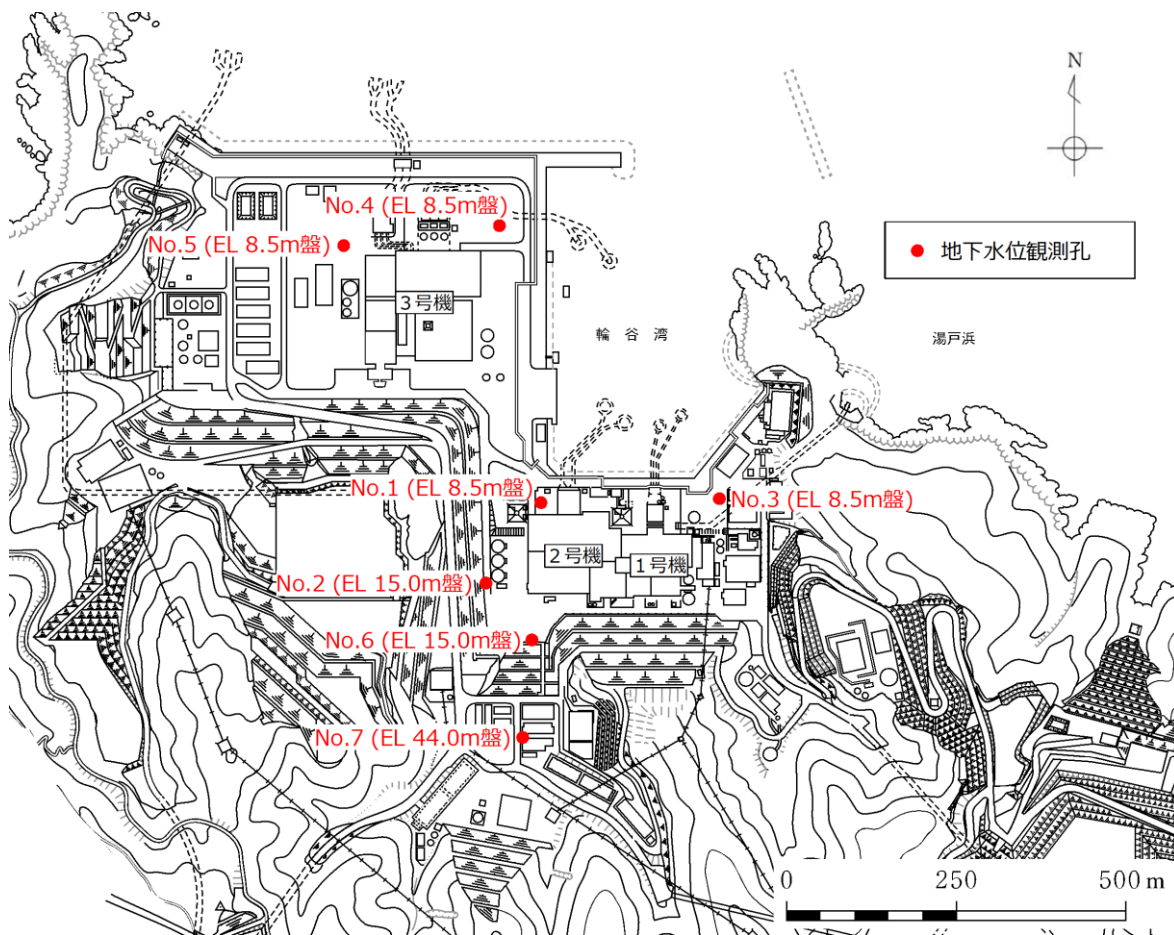 N
No.4 (EL 8.5m盤)
No.5 (EL 8.5m盤)
地下水位観測孔
3号機
輪谷湾
湯戸浜
No.1 (EL 8.5m盤)
No.3 (EL 8.5m盤)
2号機
1号機
No.2 (EL 15.0m盤)
No.6 (EL 15.0m盤)
No.7 (EL 44.0m盤)
0 250 500 m